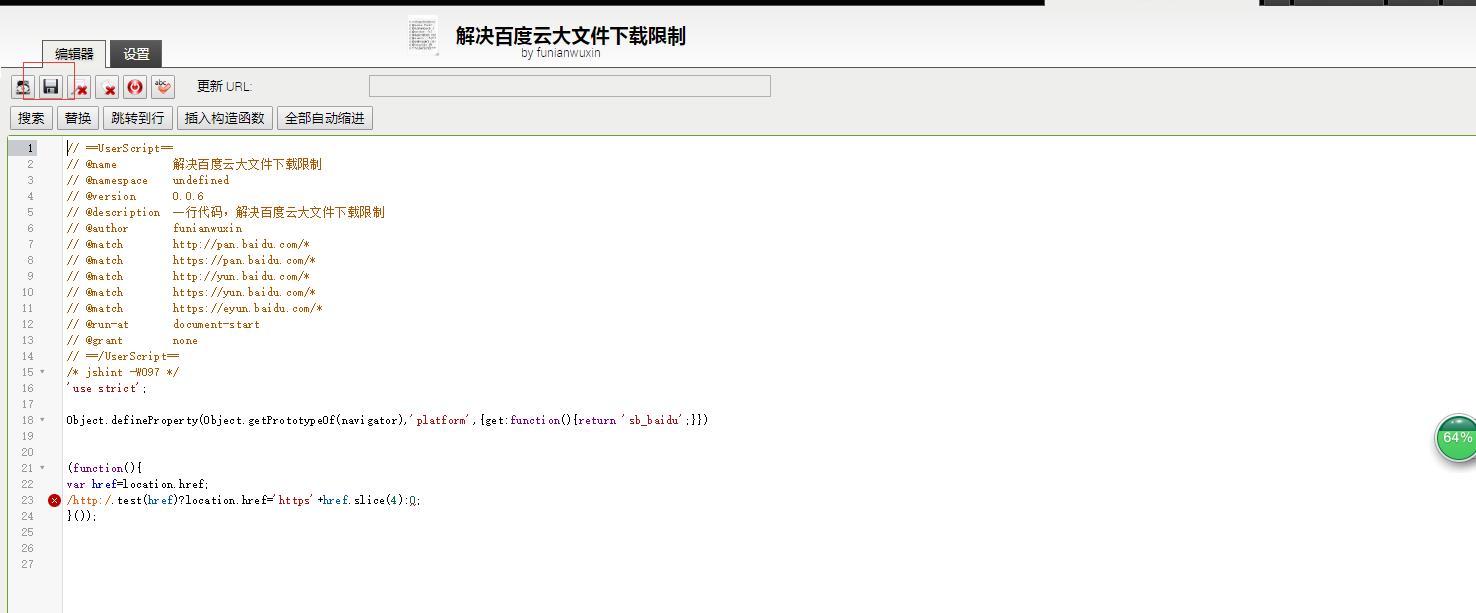 解决百度云大文件下载限制
by funianwuxin
编辑器 设置
abc 更新 URL:
搜索 替换 跳转到行 插入构造函数 全部自动缩进
1 // ==UserScript==
2 // @name 解决百度云大文件下载限制
3 // @namespace undefined
4 // @version 0.0.6
5 // @description 一行代码，解决百度云大文件下载限制
6 // @author funianwuxin
7 // @match http://pan.baidu.com/*
8 // @match https://pan.baidu.com/*
9 // @match http://yun.baidu.com/*
10 // @match https://yun.baidu.com/*
11 // @match https://eyun.baidu.com/*
12 // @run-at document-start
13 // @grant none
14 // ==/UserScript==
15 /* jshint -W097 */
16 'use strict';
17
18 Object.defineProperty(Object.getPrototypeOf(navigator),'platform',{get:function(){return 'sb_baidu';}})
19
20
21 (function(){
22 var href=location.href;
23 /http:/.test(href)?location.href='https'+href.slice(4):Q;
24 }());
25
26
27
64%